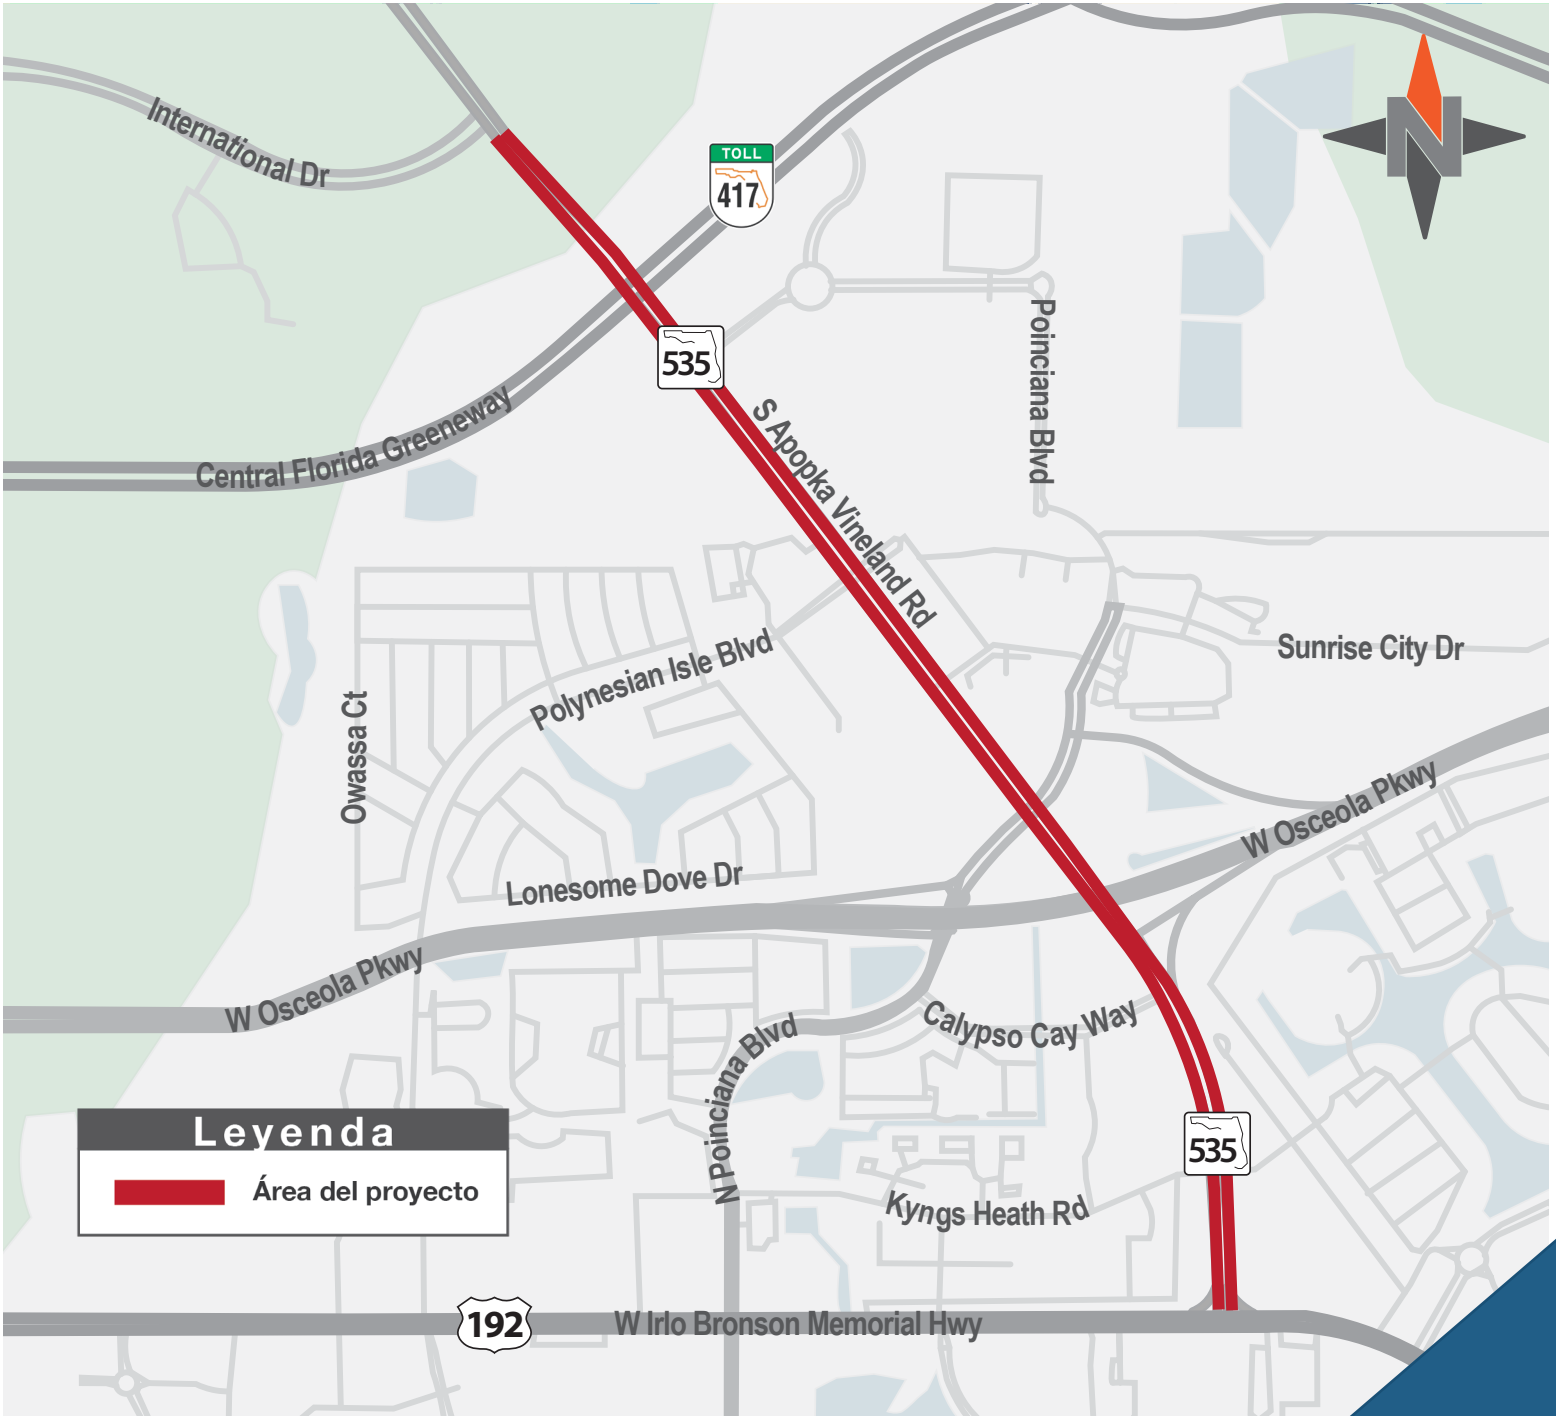 International Dr
TOLL
417
N
535
Central Florida Greeneway
S Apopka Vineland Rd
Poinciana Blvd
Sunrise City Dr
Polynesian Isle Blvd
Owassa Ct
W Osceola Pkwy
Lonesome Dove Dr
W Osceola Pkwy
Calypso Cay Way
N Poinciana Blvd
Leyenda
Área del proyecto
535
Kyngs Heath Rd
192
W Irlo Bronson Memorial Hwy